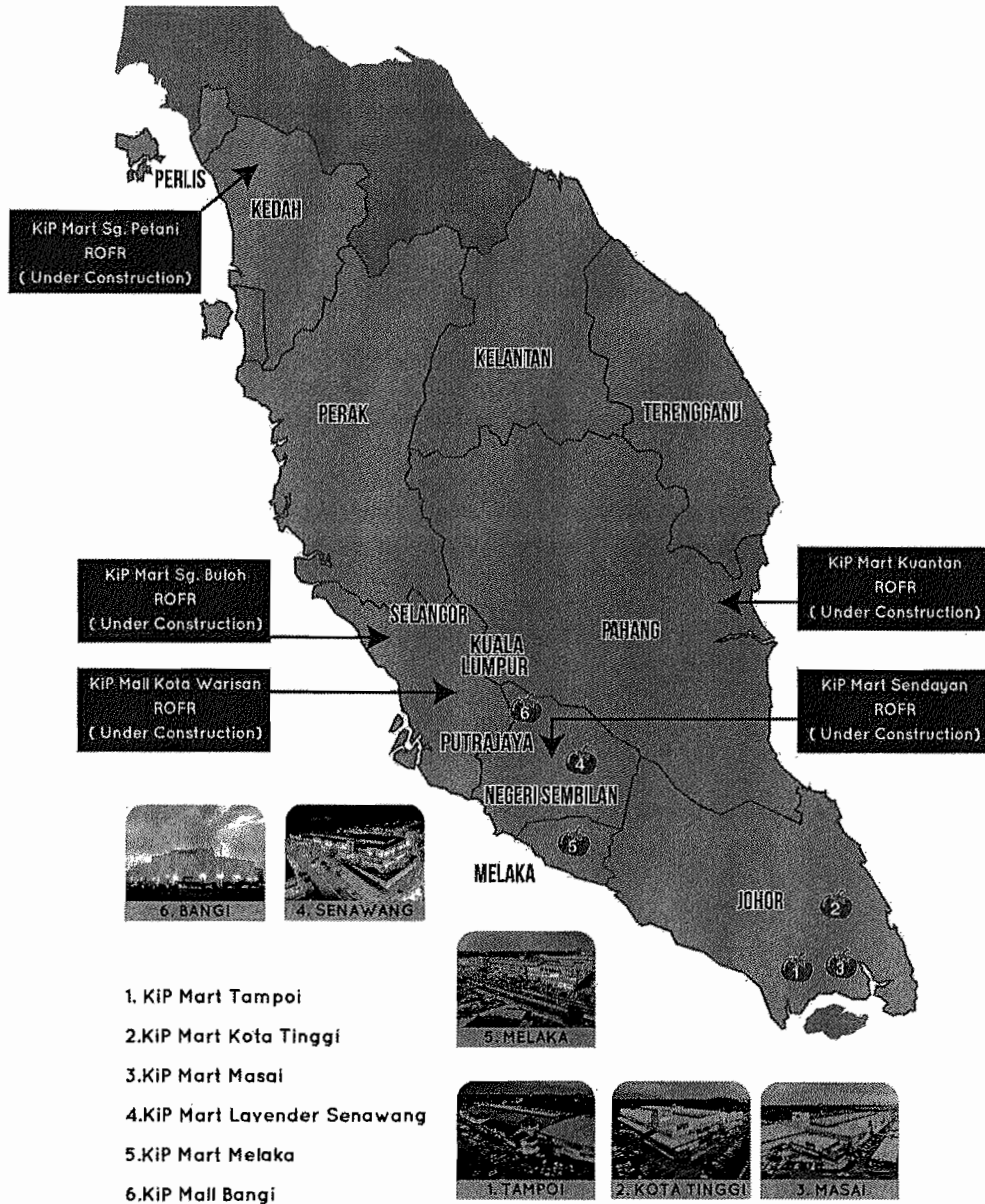 PERLIS
KEDAH
KiP Mart Sg. Petani
ROFR
( Under Construction)
KELANTAN
PERAK
TERENGGANU
KiP Mart Sg. Buloh
ROFR
( Under Construction)
KiP Mart Kuantan
ROFR
( Under Construction)
SELANGOR
KUALA
LUMPUR
PAHANG
KiP Mall Kota Warisan
ROFR
( Under Construction)
KiP Mart Sendayan
ROFR
( Under Construction)
6
PUTRAJAYA
4
NEGERI SEMBILAN
5
MELAKA
6. BANGI
4. SENAWANG
JOHOR
2
1
3
5. MELAKA
1. KiP Mart Tampoi
2.KiP Mart Kota Tinggi
3.KiP Mart Masai
4.KiP Mart Lavender Senawang
5.KiP Mart Melaka
6.KiP Mall Bangi
1. TAMPOI
2. KOTA TINGGI
3. MASAI